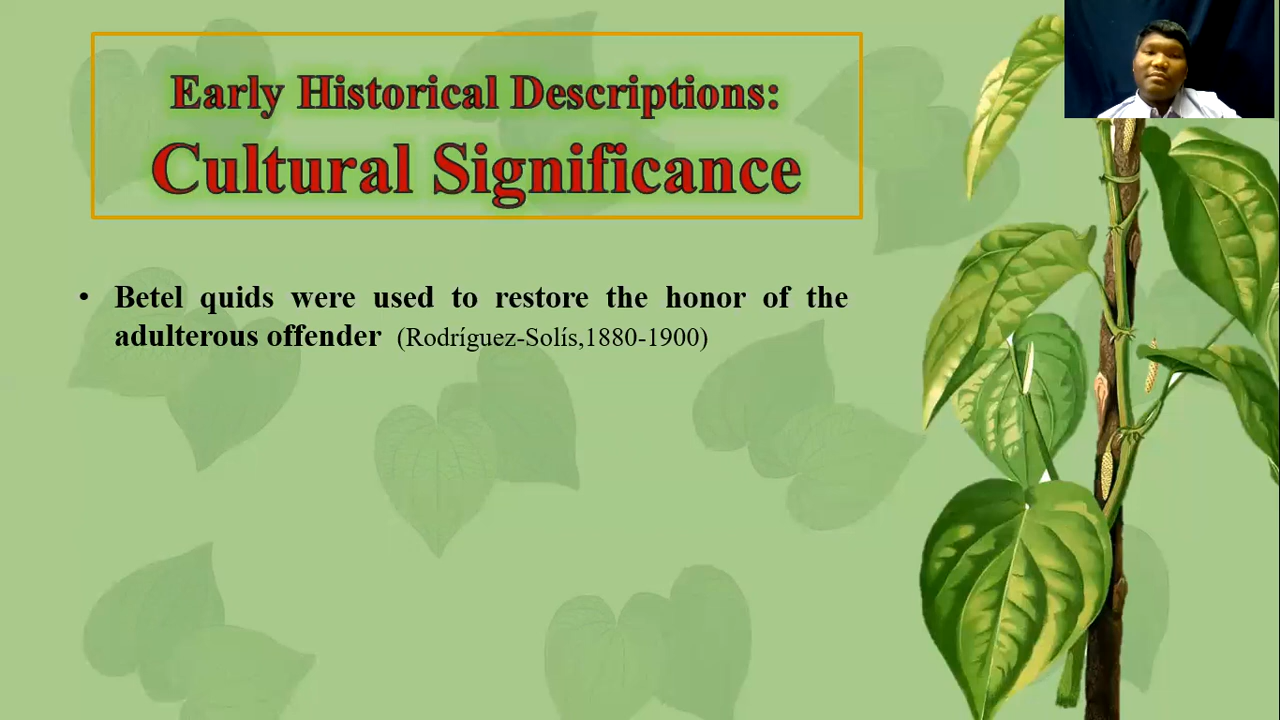 Early Historical Descriptions:
Cultural Significance
• Betel quids were used to restore the honor of the
adulterous offender (Rodríguez-Solís,1880-1900)